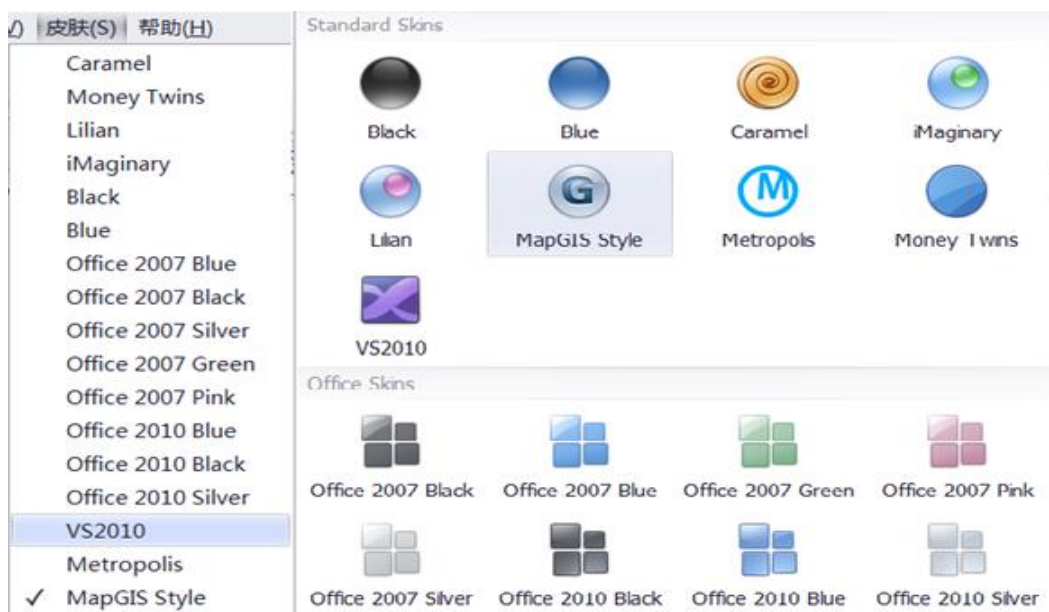 皮肤(S) 帮助(H)
Caramel
Money Twins
Lilian
iMaginary
Black
Blue
Office 2007 Blue
Office 2007 Black
Office 2007 Silver
Office 2007 Green
Office 2007 Pink
Office 2010 Blue
Office 2010 Black
Office 2010 Silver
VS2010
Metropolis
✓ MapGIS Style
Standard Skins
Black Blue Caramel iMaginary
Lilian MapGIS Style Metropolis Money Twins
VS2010
Office Skins
Office 2007 Black Office 2007 Blue Office 2007 Green Office 2007 Pink
Office 2007 Silver Office 2010 Black Office 2010 Blue Office 2010 Silver